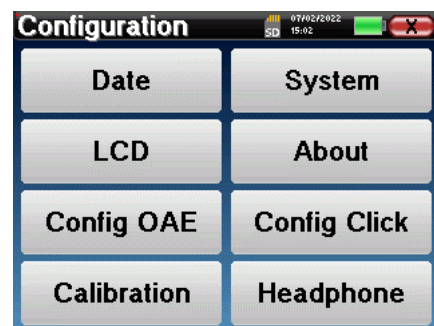 Configuration
SD
07/02/2022
15:02
X
Date
System
LCD
About
Config OAE
Config Click
Calibration
Headphone